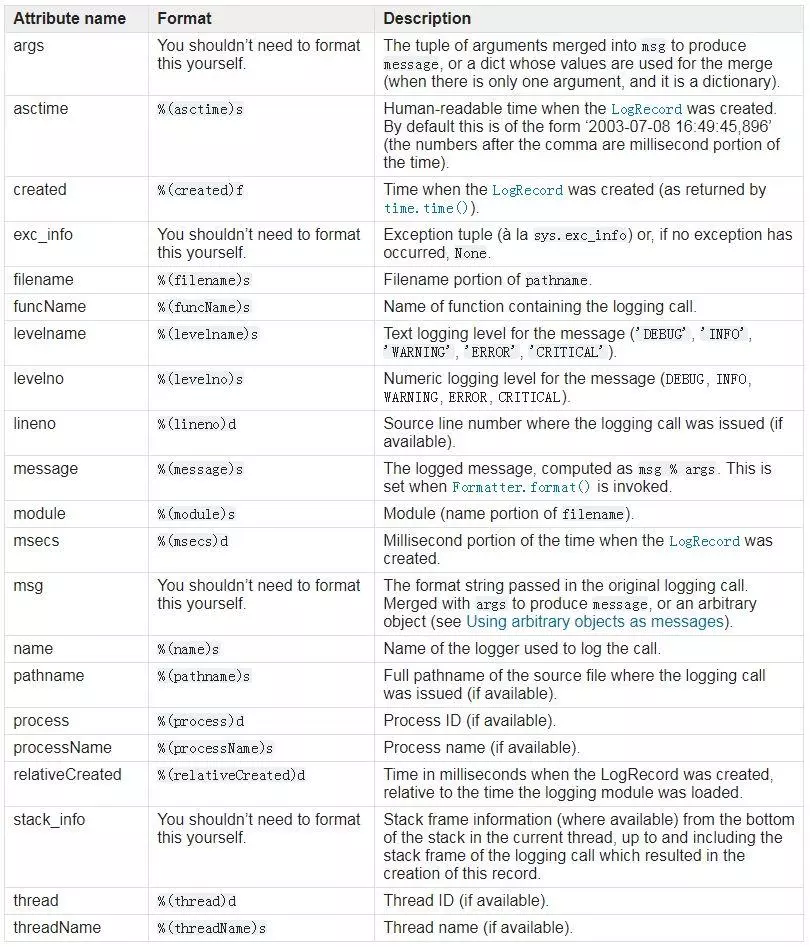 Attribute name Format Description
args You shouldn’t need to format The tuple of arguments merged into msg to produce
this yourself. message, or a dict whose values are used for the merge
(when there is only one argument, and it is a dictionary).
asctime %(asctime)s Human-readable time when the LogRecord was created.
By default this is of the form ‘2003-07-08 16:49:45,896’
(the numbers after the comma are millisecond portion of
the time).
created %(created)f Time when the LogRecord was created (as returned by
time.time()).
exc_info You shouldn’t need to format Exception tuple (à la sys.exc_info) or, if no exception has
this yourself. occurred, None.
filename %(filename)s Filename portion of pathname.
funcName %(funcName)s Name of function containing the logging call.
levelname %(levelname)s Text logging level for the message ('DEBUG', 'INFO',
'WARNING', 'ERROR', 'CRITICAL').
levelno %(levelno)s Numeric logging level for the message (DEBUG, INFO,
WARNING, ERROR, CRITICAL).
lineno %(lineno)d Source line number where the logging call was issued (if
available).
message %(message)s The logged message, computed as msg % args. This is
set when Formatter.format() is invoked.
module %(module)s Module (name portion of filename).
msecs %(msecs)d Millisecond portion of the time when the LogRecord was
created.
msg You shouldn’t need to format The format string passed in the original logging call.
this yourself. Merged with args to produce message, or an arbitrary
object (see Using arbitrary objects as messages).
name %(name)s Name of the logger used to log the call.
pathname %(pathname)s Full pathname of the source file where the logging call
was issued (if available).
process %(process)d Process ID (if available).
processName %(processName)s Process name (if available).
relativeCreated %(relativeCreated)d Time in milliseconds when the LogRecord was created,
relative to the time the logging module was loaded.
stack_info You shouldn’t need to format Stack frame information (where available) from the bottom
this yourself. of the stack in the current thread, up to and including the
stack frame of the logging call which resulted in the
creation of this record.
thread %(thread)d Thread ID (if available).
threadName %(threadName)s Thread name (if available).